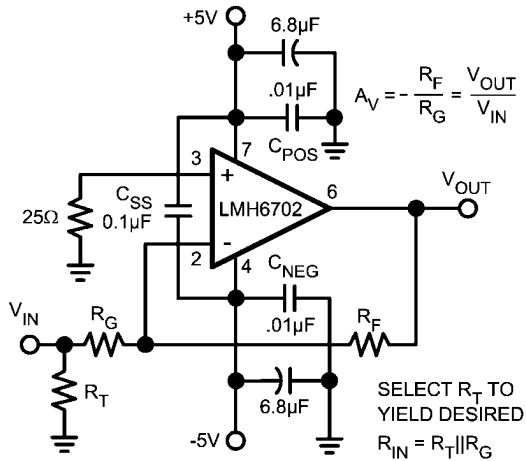 +5V
6.8µF
.01µF
C_POS
A_V = - R_F / R_G = V_OUT / V_IN
3
7
+
C_SS
0.1µF
25Ω
LMH6702
6
V_OUT
-
2
4
C_NEG
.01µF
V_IN
R_G
R_F
R_T
6.8µF
-5V
SELECT R_T TO
YIELD DESIRED
R_IN = R_T||R_G